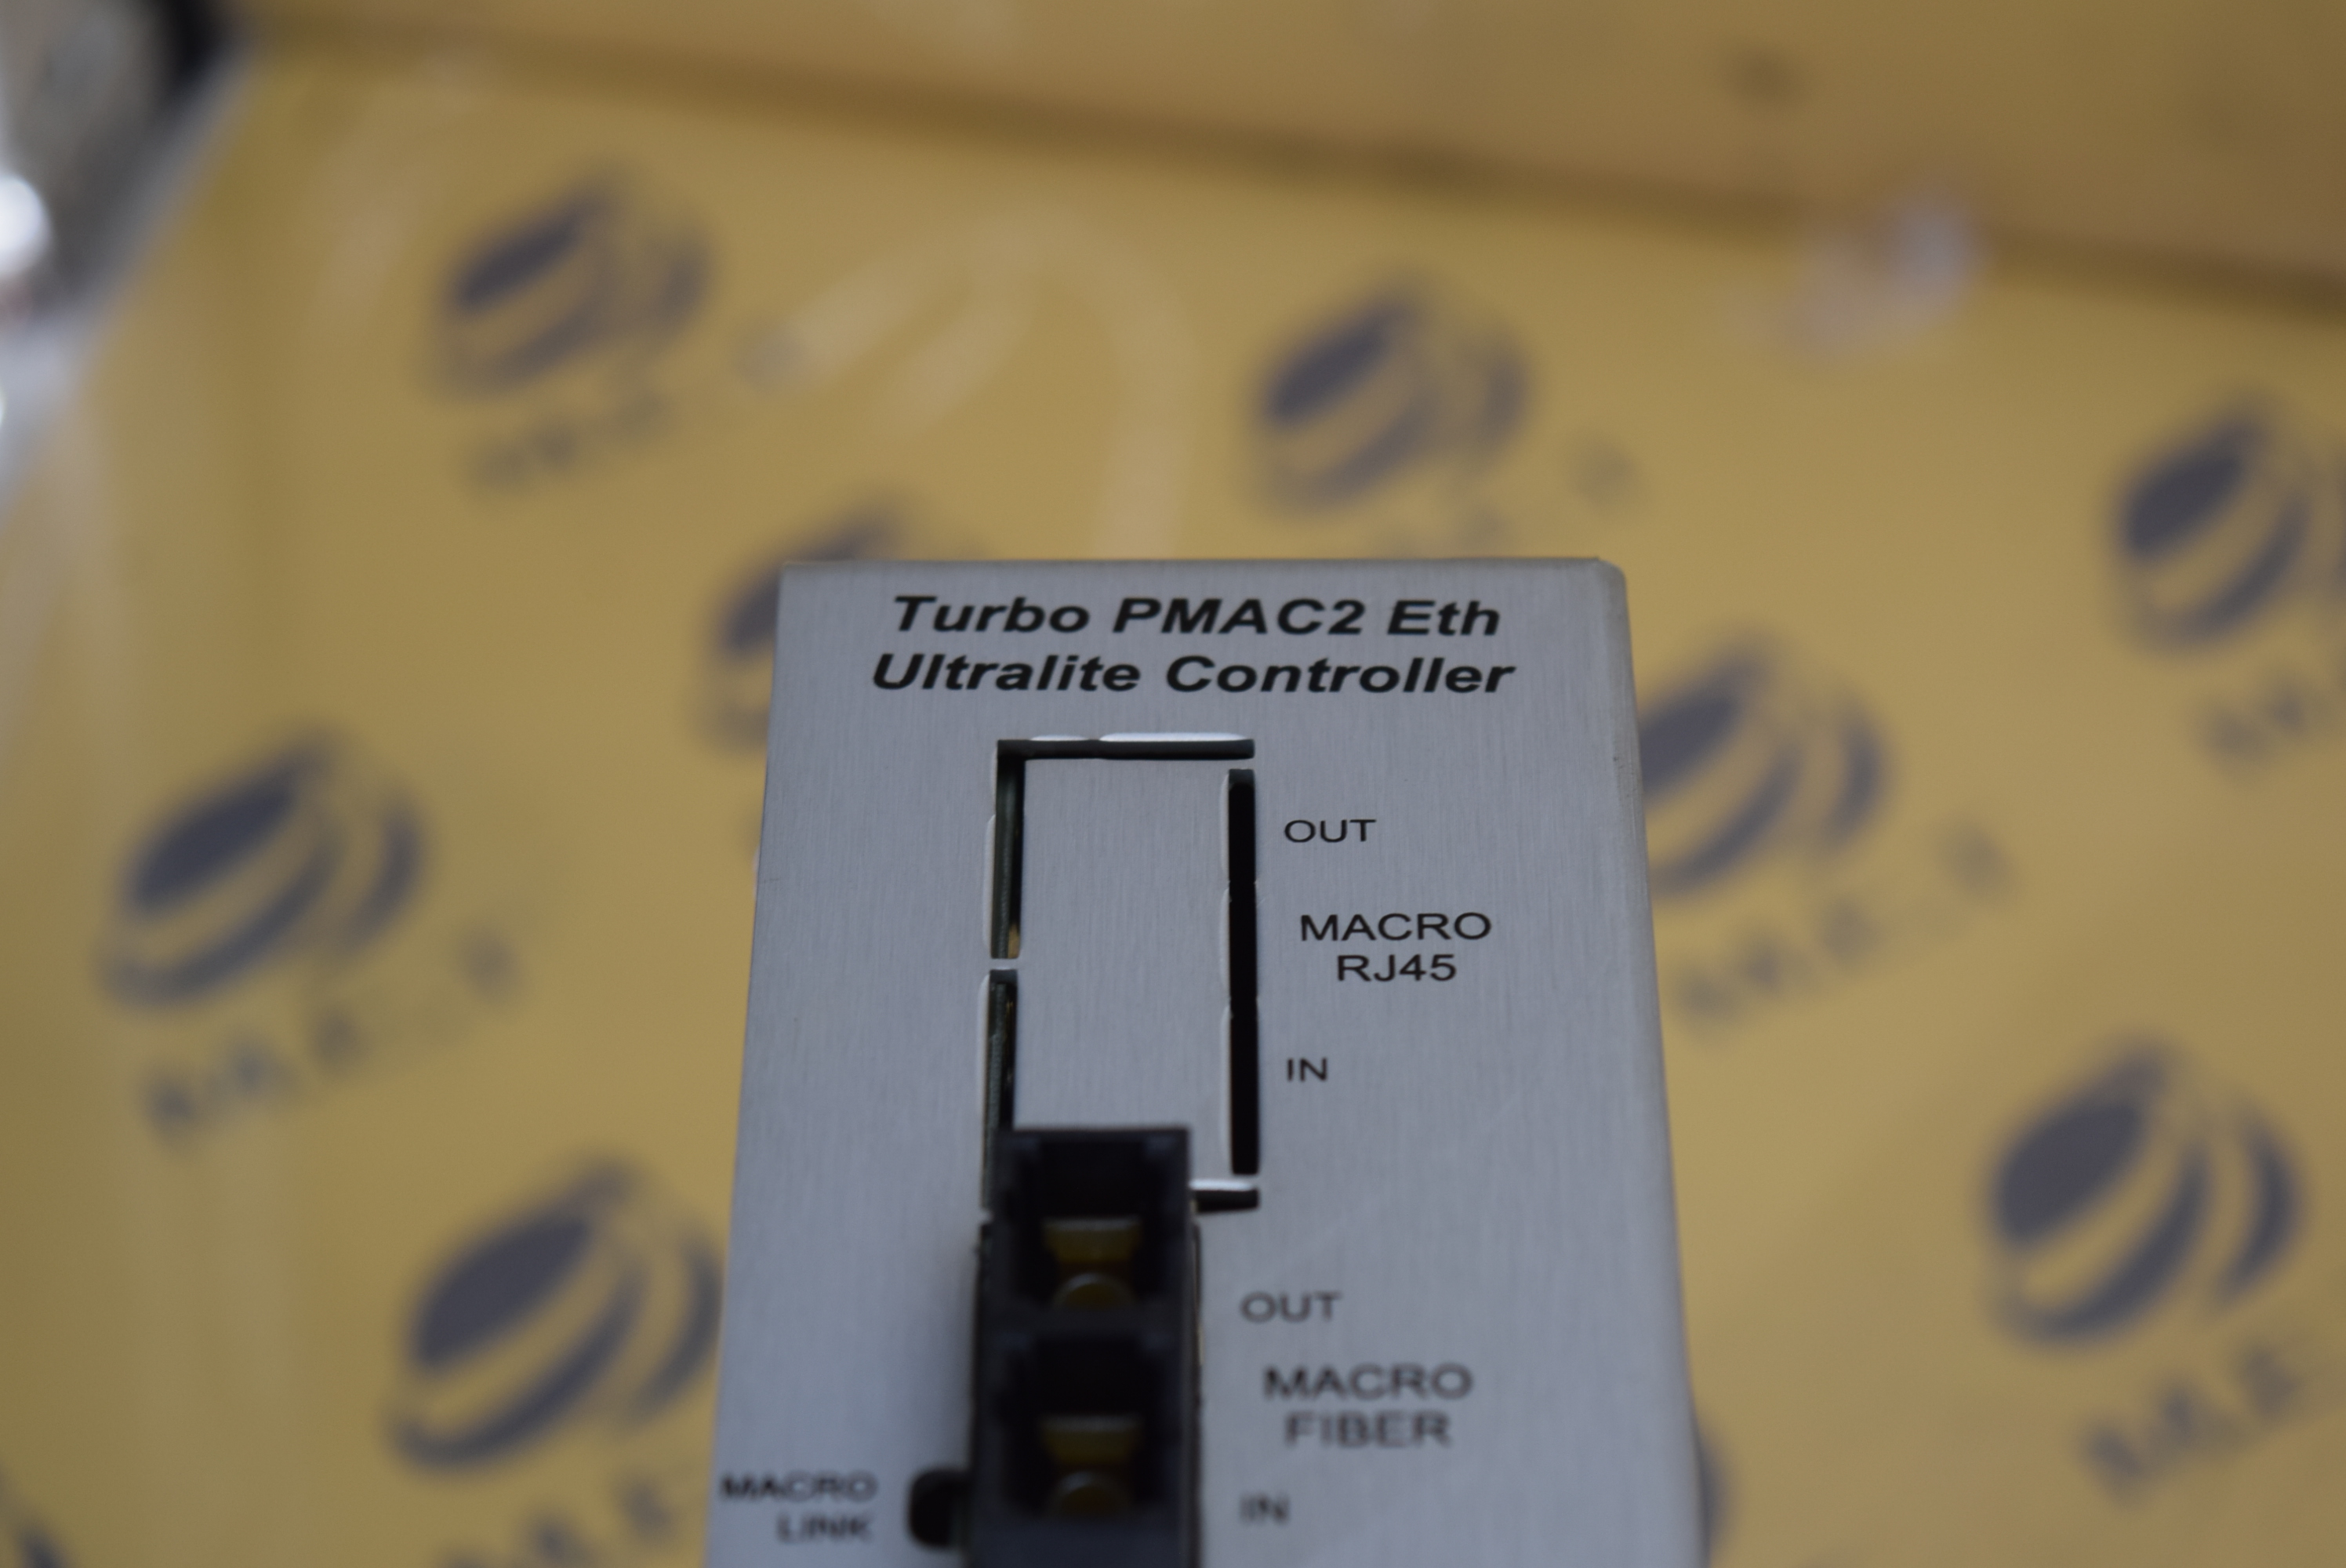 Turbo PMAC2 Eth
Ultralite Controller
OUT
MACRO
RJ45
IN
OUT
MACRO
FIBER
MACRO
LINK
IN